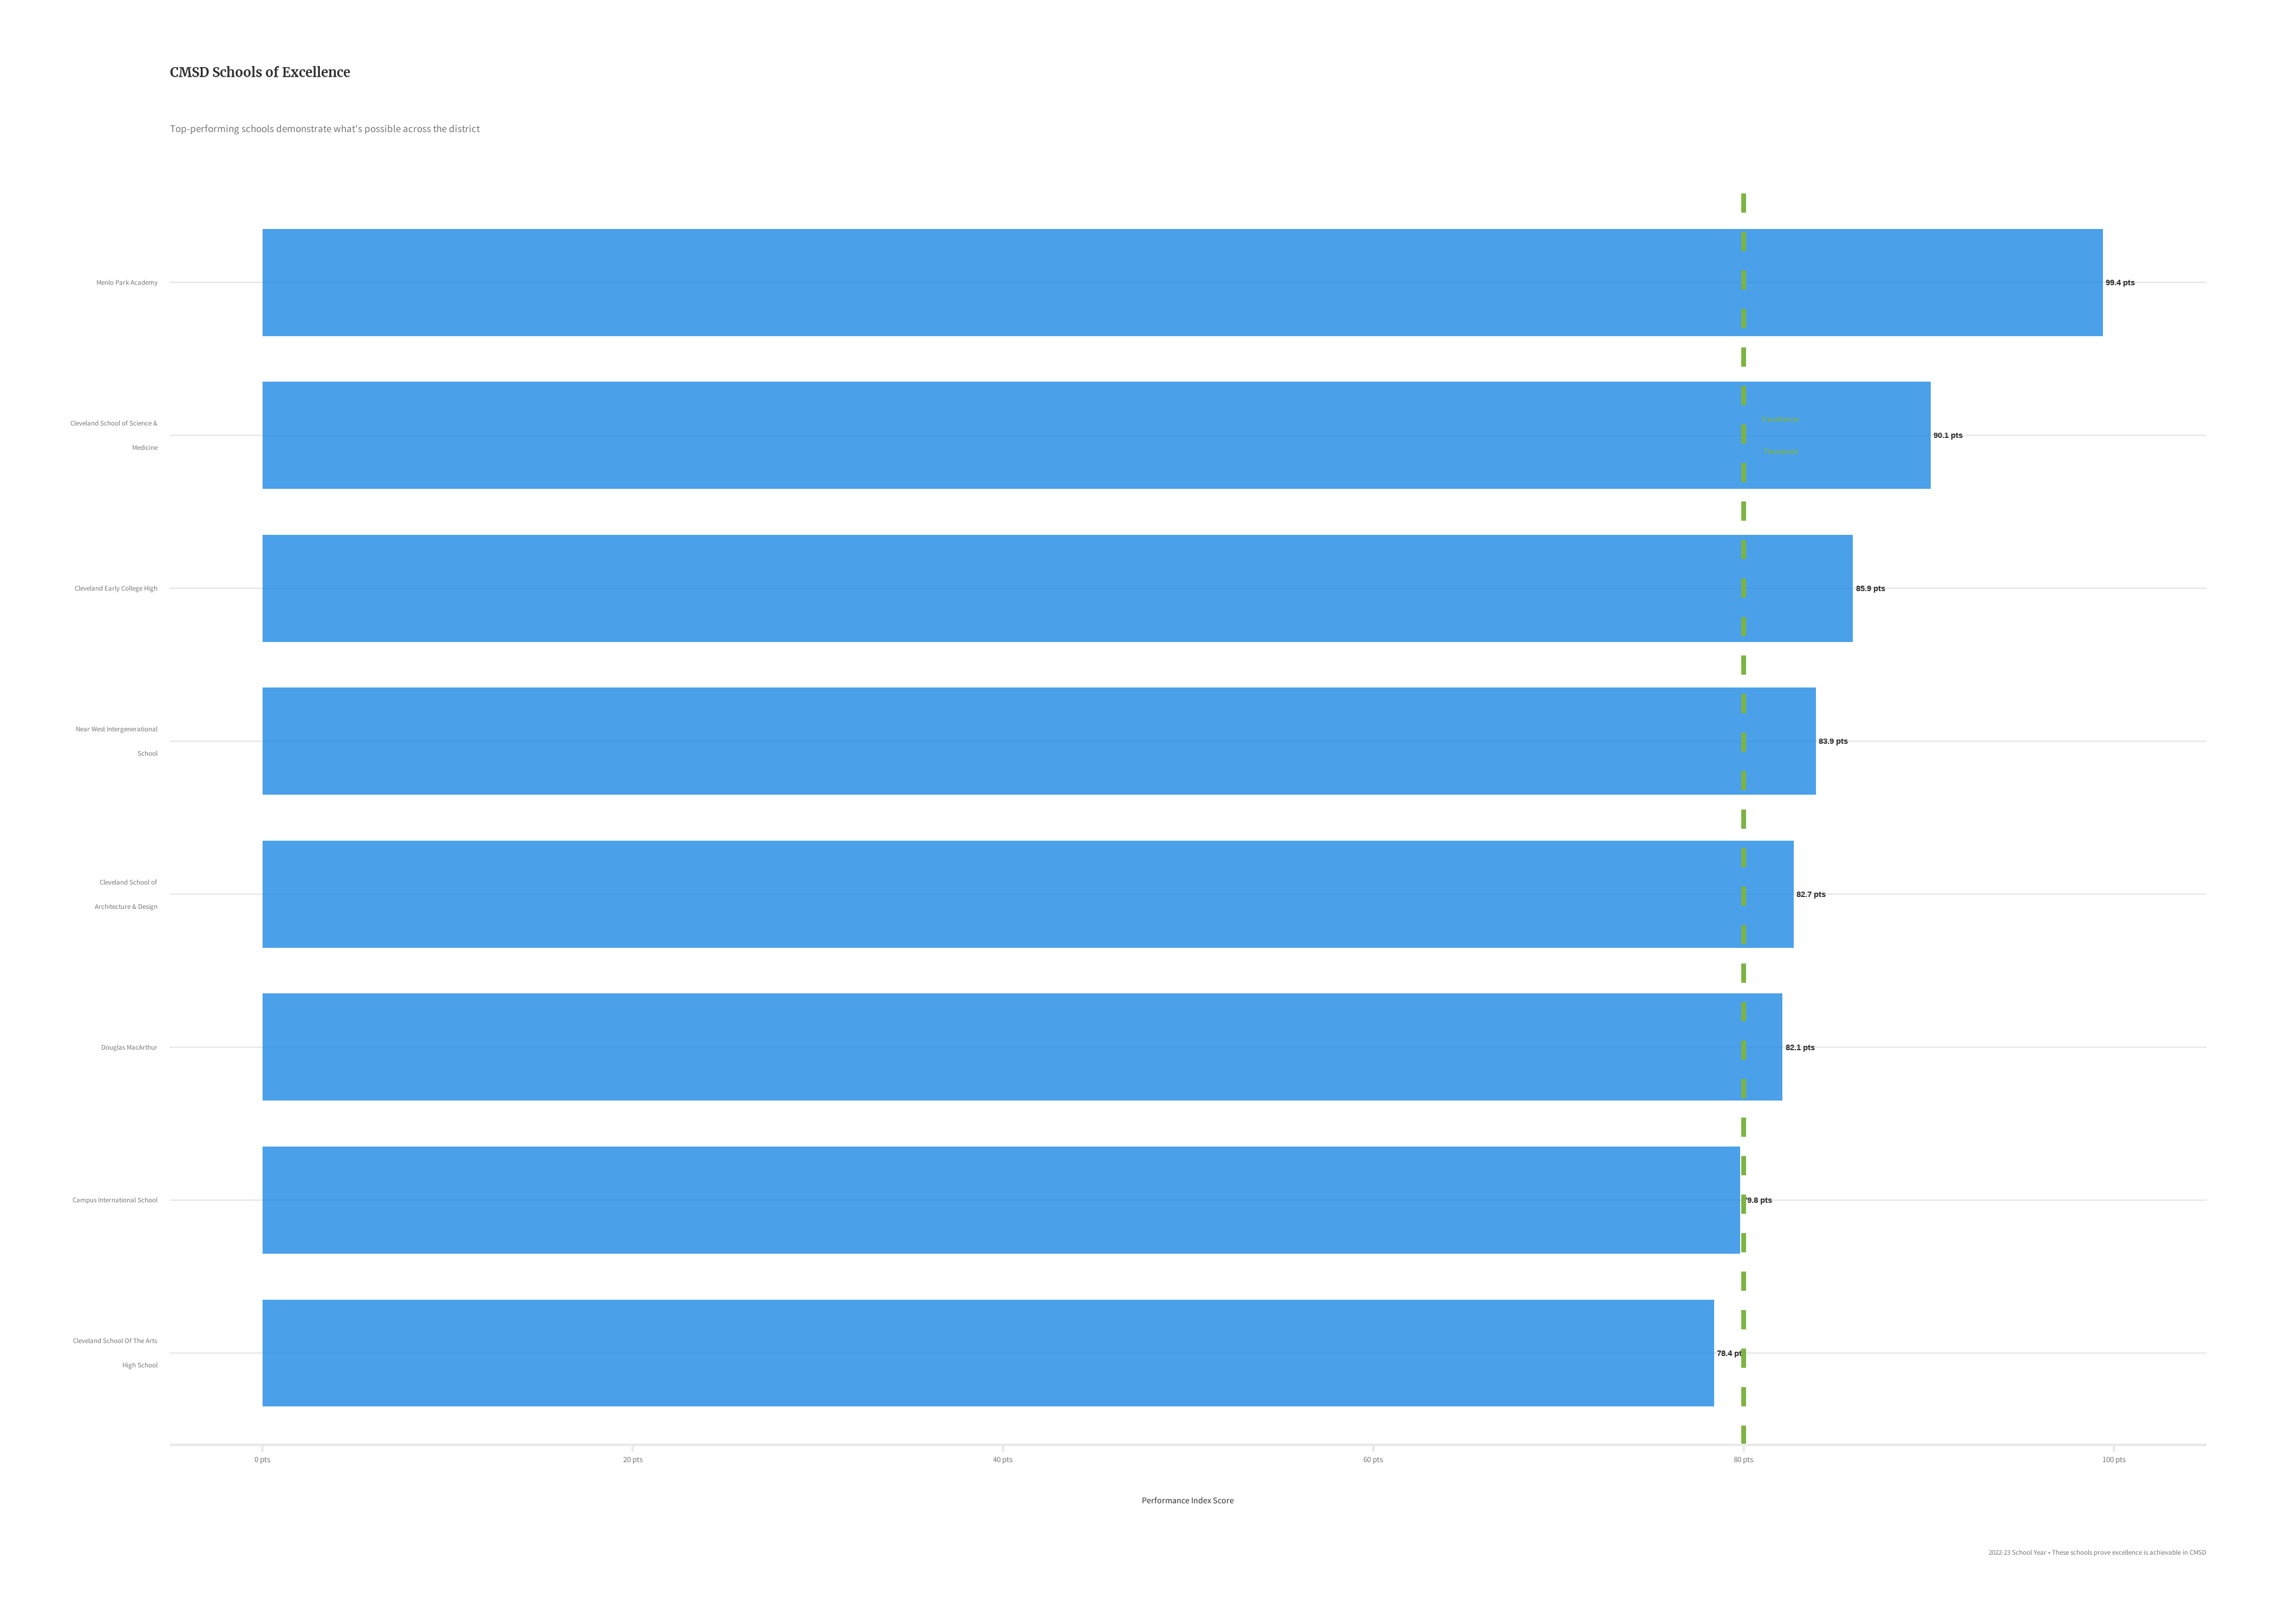 CMSD Schools of Excellence
Top-performing schools demonstrate what's possible across the district
Menlo Park Academy
99.4 pts
Cleveland School of Science &
Medicine
90.1 pts
Cleveland Early College High
85.9 pts
Near West Intergenerational
School
83.9 pts
Cleveland School of
Architecture & Design
82.7 pts
Douglas MacArthur
82.1 pts
Campus International School
9.8 pts
Cleveland School Of The Arts
High School
78.4 pt
0 pts
20 pts
40 pts
60 pts
80 pts
100 pts
Performance Index Score
2022-23 School Year • These schools prove excellence is achievable in CMSD